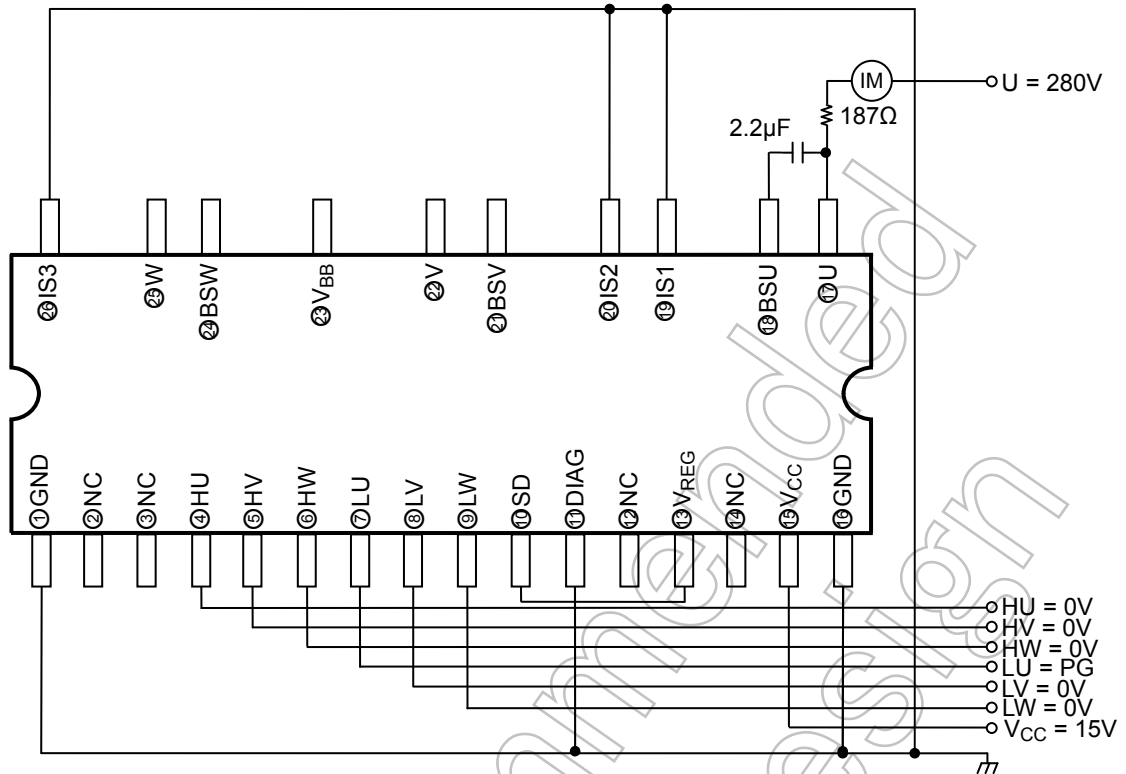 IM
U = 280V
187Ω
2.2μF
㉖IS3
㉕W
㉔BSW
㉓VBB
㉒V
㉑BSV
⑳IS2
⑲IS1
⑱BSU
⑰U
①GND
②NC
③NC
④HU
⑤HV
⑥HW
⑦LU
⑧LV
⑨LW
⑩SD
⑪DIAG
⑫NC
⑬VREG
⑭NC
⑮VCC
⑯GND
HU = 0V
HV = 0V
HW = 0V
LU = PG
LV = 0V
LW = 0V
VCC = 15V